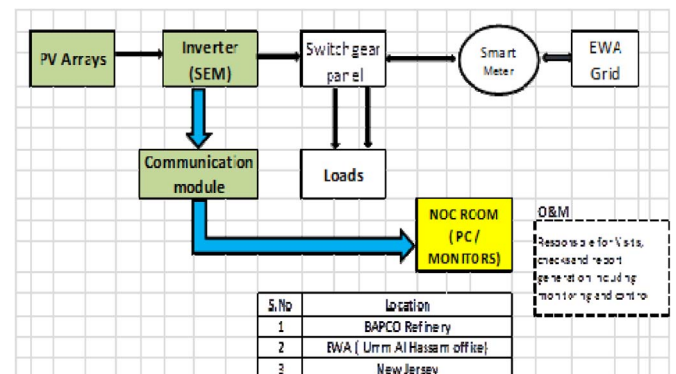 PV Arrays
Inverter
(SEM)
Switchgear
panel
Smart
Meter
EWA
Grid
Communication
module
Loads
NOC ROOM
( PC /
MONITORS)
O&M
Responsible for Visits,
checks and report
generation including
monitoring and control
S.No Location
1 BAPCO Refinery
2 EWA ( Umm Al Hassam office)
3 New Jersey